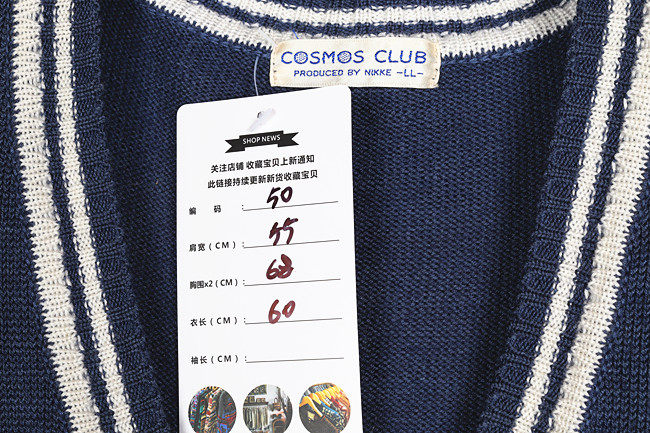 COSMOS CLUB
PRODUCED BY NIKKE -LL-
SHOP NEWS
关注店铺 收藏宝贝上新通知
此链接持续更新新货收藏宝贝
编 码 : 50
肩宽(CM): 55
胸围x2(CM): 68
衣长(CM): 60
袖长(CM):